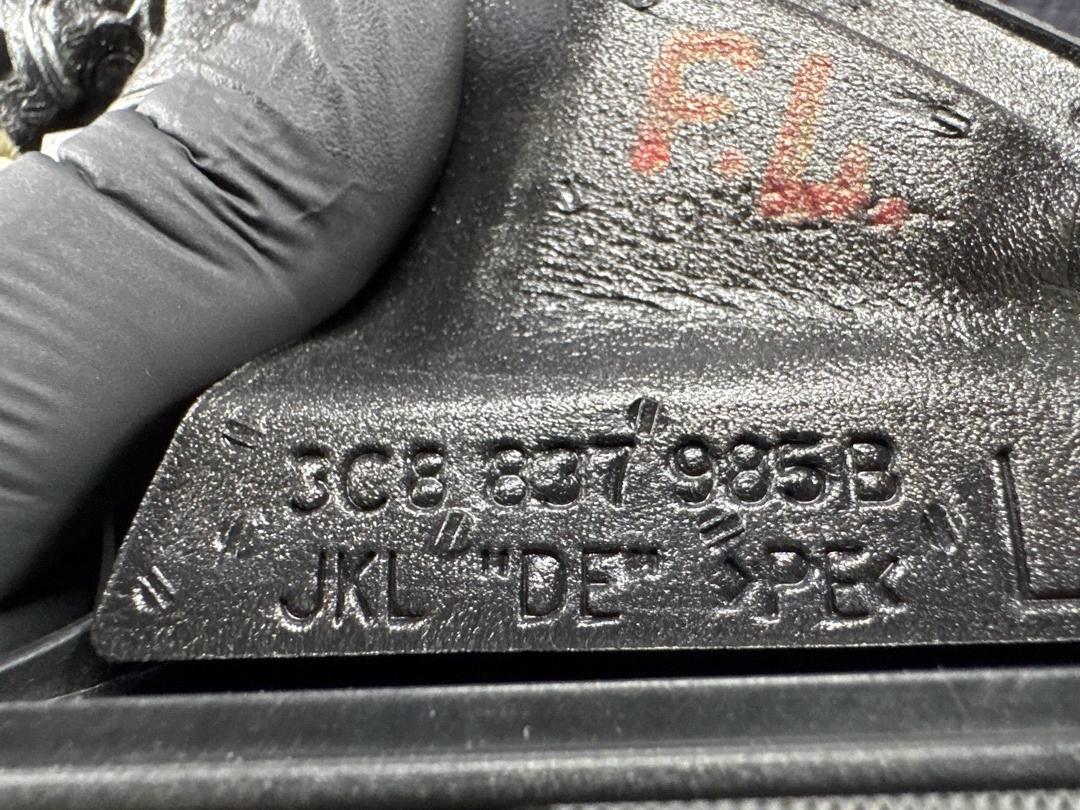 F.L.
3C8 837 985B
JKL "DE" >PE<
L